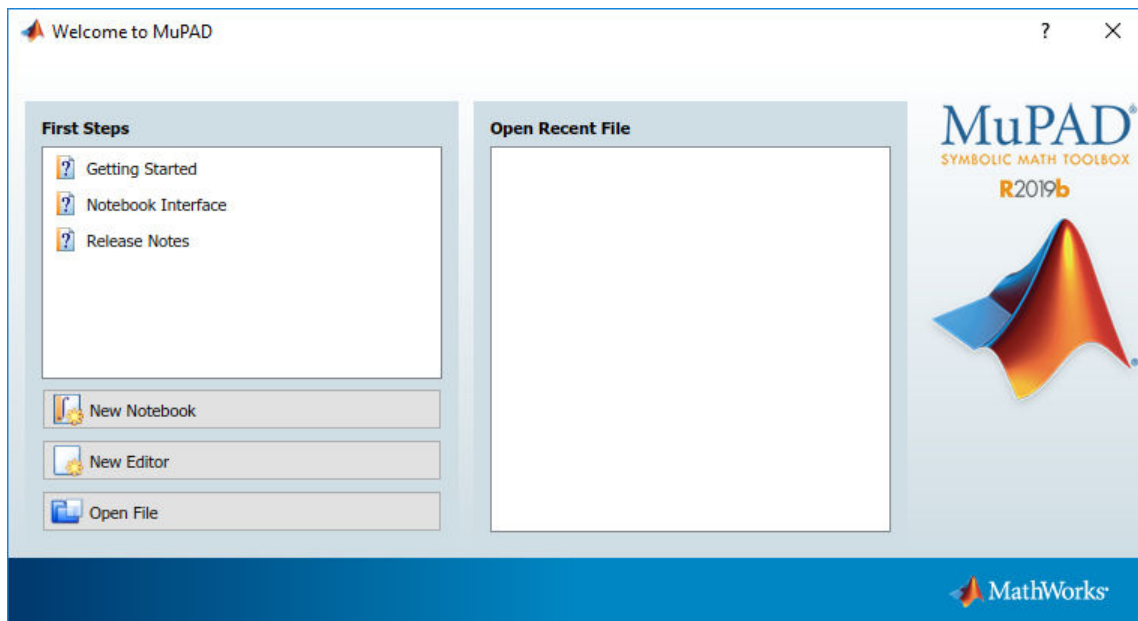 Welcome to MuPAD
?
First Steps
? Getting Started
? Notebook Interface
? Release Notes
New Notebook
New Editor
Open File
Open Recent File
MuPAD®
SYMBOLIC MATH TOOLBOX
R2019b
®
MathWorks®